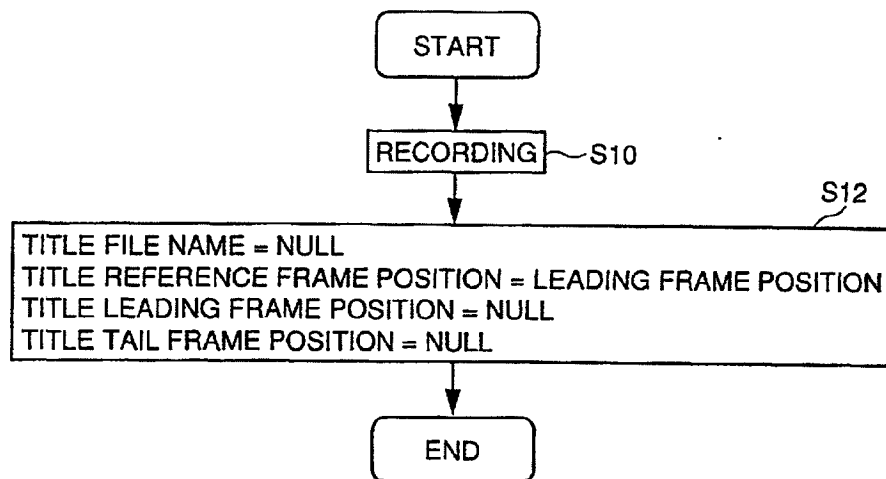 START
RECORDING
S10
S12
TITLE FILE NAME = NULL
TITLE REFERENCE FRAME POSITION = LEADING FRAME POSITION
TITLE LEADING FRAME POSITION = NULL
TITLE TAIL FRAME POSITION = NULL
END